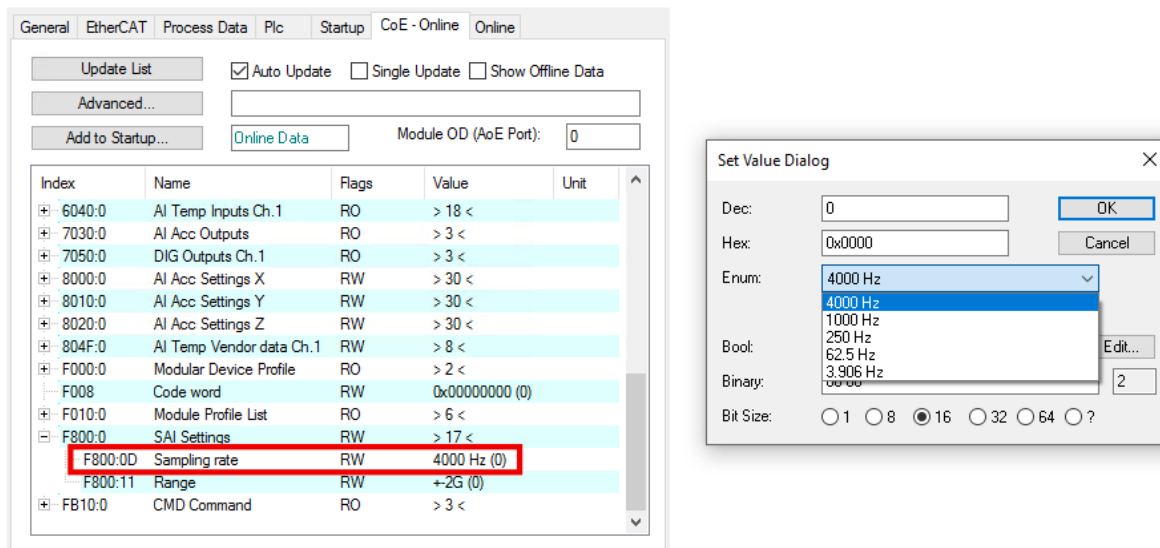 General EtherCAT Process Data Plc Startup CoE - Online Online
Update List Auto Update Single Update Show Offline Data
Advanced...
Add to Startup... Online Data Module OD (AoE Port): 0
Index Name Flags Value Unit
6040:0 AI Temp Inputs Ch.1 RO > 18 <
7030:0 AI Acc Outputs RO > 3 <
7050:0 DIG Outputs Ch.1 RO > 3 <
8000:0 AI Acc Settings X RW > 30 <
8010:0 AI Acc Settings Y RW > 30 <
8020:0 AI Acc Settings Z RW > 30 <
804F:0 AI Temp Vendor data Ch.1 RW > 8 <
F000:0 Modular Device Profile RO > 2 <
F008 Code word RW 0x00000000 (0)
F010:0 Module Profile List RO > 6 <
F800:0 SAI Settings RW > 17 <
F800:0D Sampling rate RW 4000 Hz (0)
F800:11 Range RW +-2G (0)
FB10:0 CMD Command RO > 3 <
Set Value Dialog
Dec: 0 OK
Hex: 0x0000 Cancel
Enum: 4000 Hz
4000 Hz
1000 Hz
250 Hz
62.5 Hz
3.906 Hz
Bool: Edit...
Binary: 2
Bit Size: 1 8 16 32 64 ?